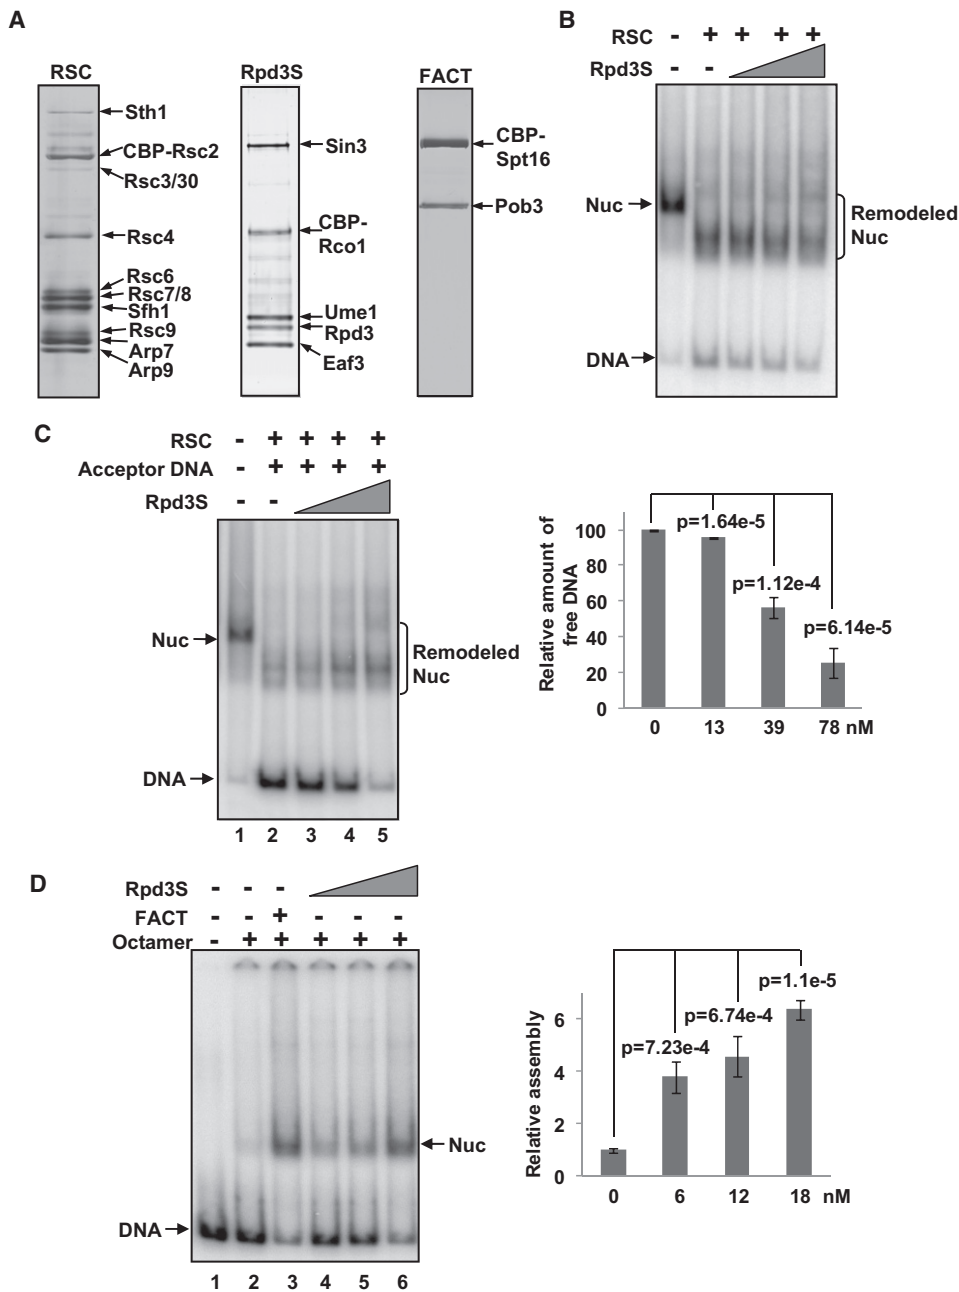 A
RSC
Sth1
CBP-Rsc2
Rsc3/30
Rsc4
Rsc6
Rsc7/8
Sfh1
Rsc9
Arp7
Arp9
Rpd3S
Sin3
CBP-
Rco1
Ume1
Rpd3
Eaf3
FACT
CBP-
Spt16
Pob3
B
RSC - + + + +
Rpd3S - -
Nuc
Remodeled
Nuc
DNA
C
RSC - + + + +
Acceptor DNA - + + + +
Rpd3S - -
Nuc
Remodeled
Nuc
DNA
1 2 3 4 5
Relative amount of
free DNA
100
80
60
40
20
0
p=1.64e-5
p=1.12e-4
p=6.14e-5
0 13 39 78 nM
D
Rpd3S - - -
FACT - - + - - -
Octamer - + + + + +
Nuc
DNA
1 2 3 4 5 6
Relative assembly
6
4
2
0
p=7.23e-4
p=6.74e-4
p=1.1e-5
0 6 12 18 nM